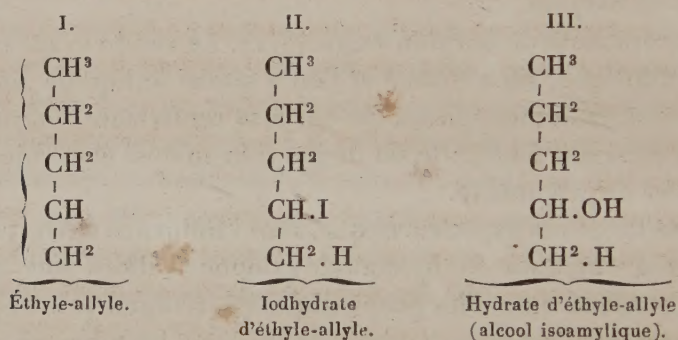 I. II. III.
CH³ CH³ CH³
CH² CH² CH²
CH² CH² CH²
CH CH.I CH.OH
CH² CH².H CH².H
Éthyle-allyle. Iodhydrate Hydrate d'éthyle-allyle
d'éthyle-allyle. (alcool isoamylique).